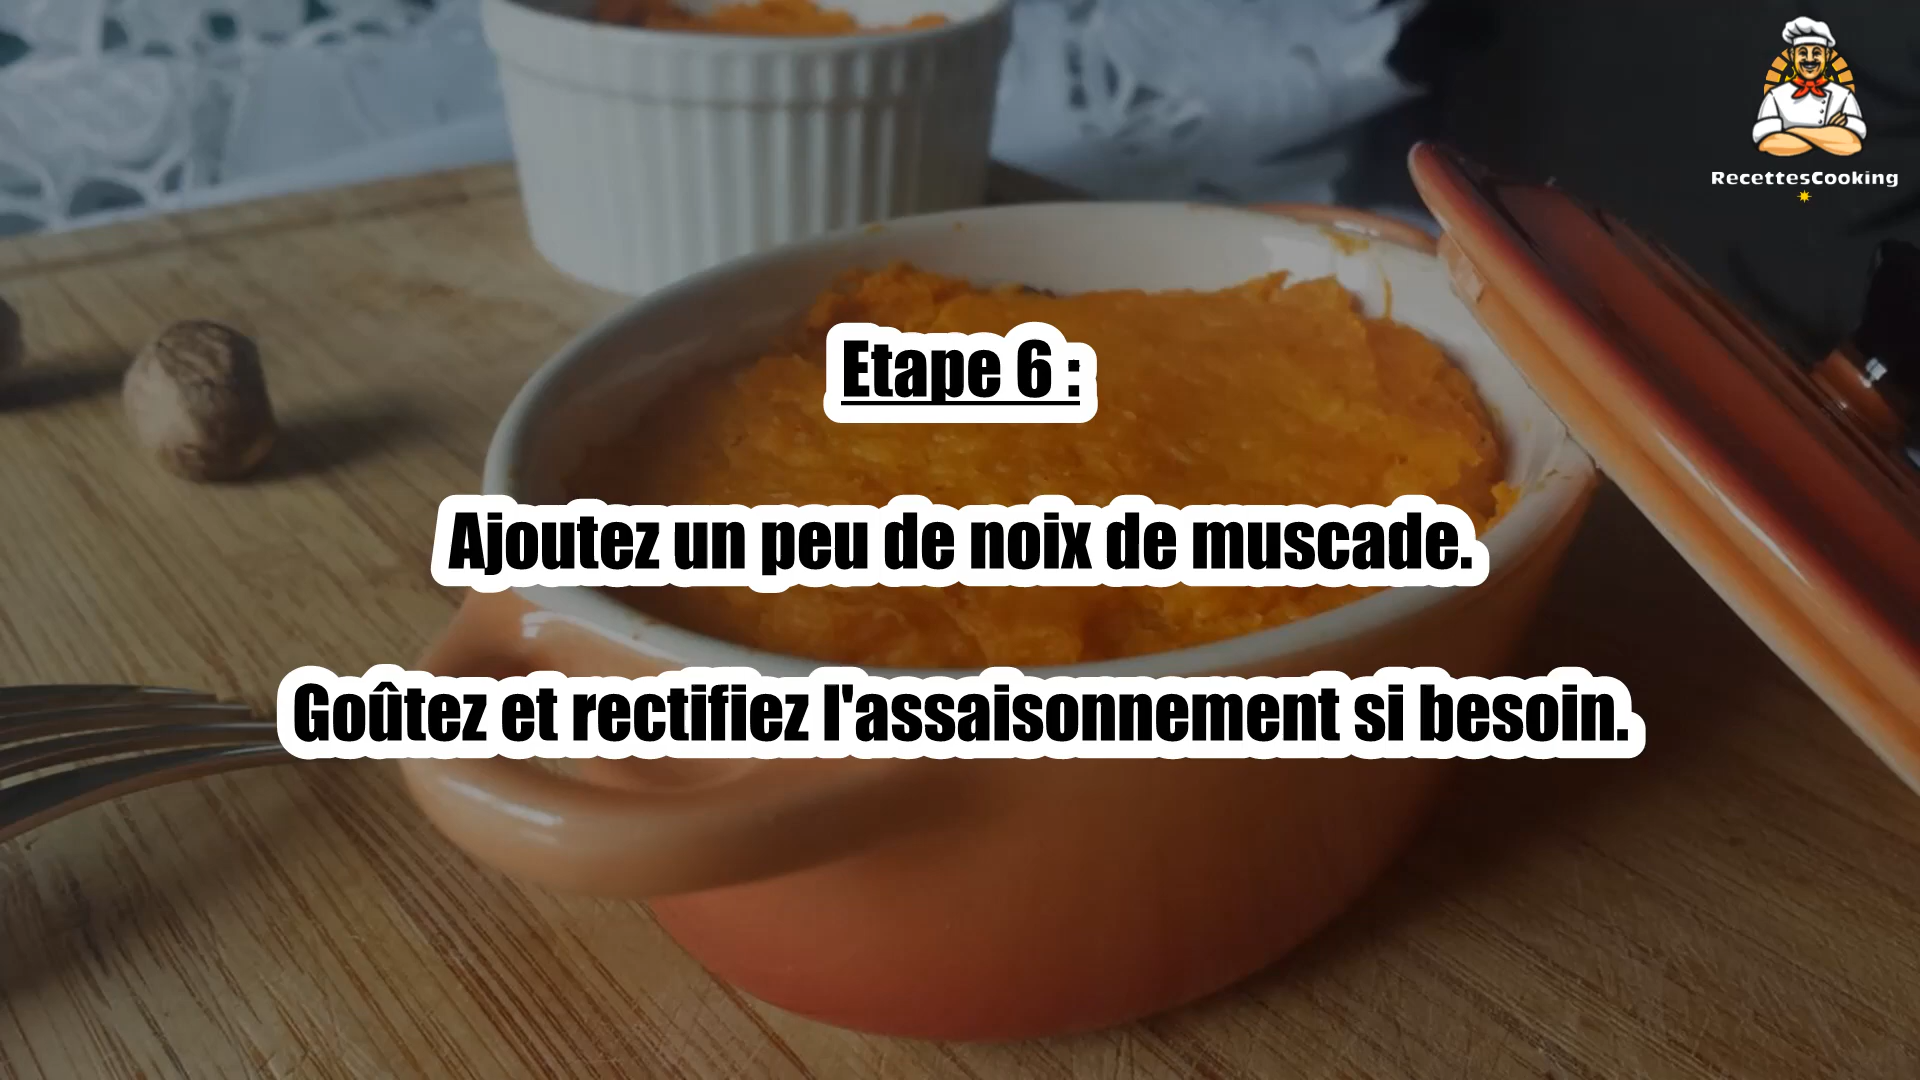 RecettesCooking
Etape 6 :
Ajoutez un peu de noix de muscade.
Goûtez et rectifiez l'assaisonnement si besoin.